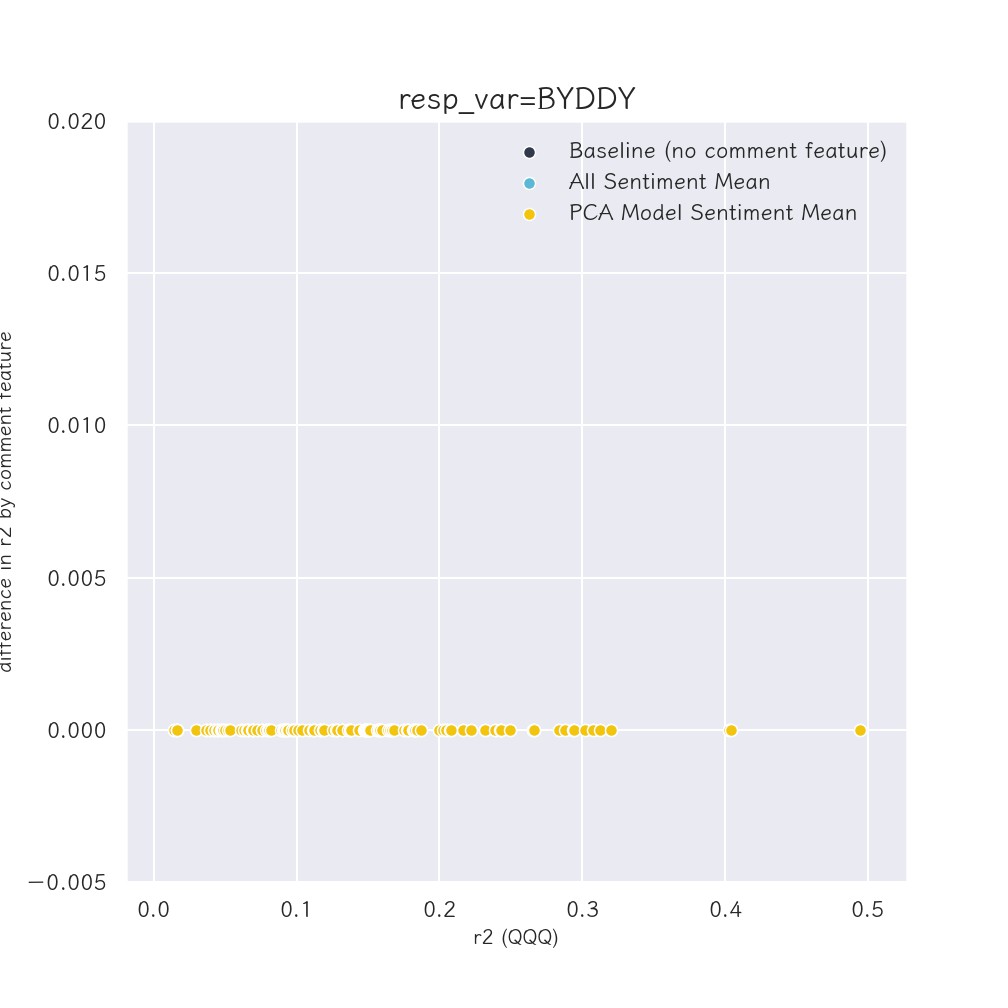 resp_var=BYDDY
0.020
0.015
0.010
0.005
0.000
−0.005
difference in r2 by comment feature
Baseline (no comment feature)
All Sentiment Mean
PCA Model Sentiment Mean
0.0
0.1
0.2
0.3
0.4
0.5
r2 (QQQ)